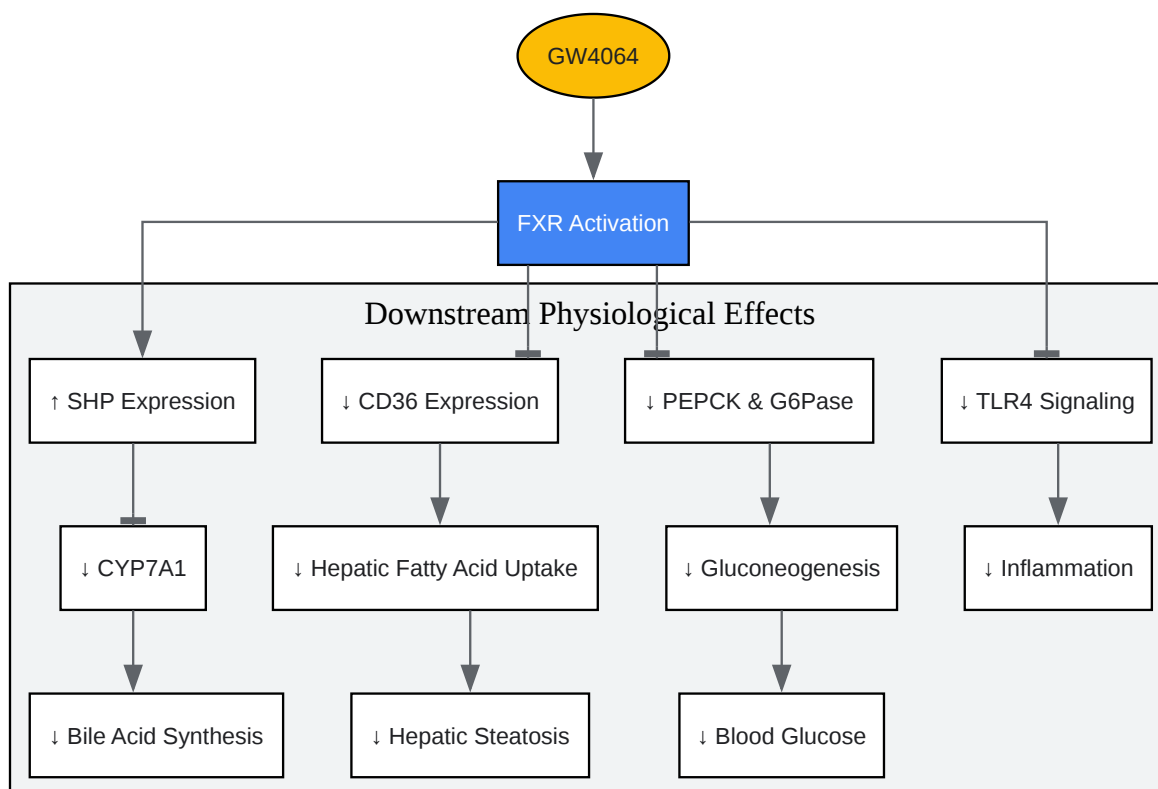 GW4064
FXR Activation
Downstream Physiological Effects
↑ SHP Expression
↓ CD36 Expression
↓ PEPCK & G6Pase
↓ TLR4 Signaling
↓ CYP7A1
↓ Hepatic Fatty Acid Uptake
↓ Gluconeogenesis
↓ Inflammation
↓ Bile Acid Synthesis
↓ Hepatic Steatosis
↓ Blood Glucose